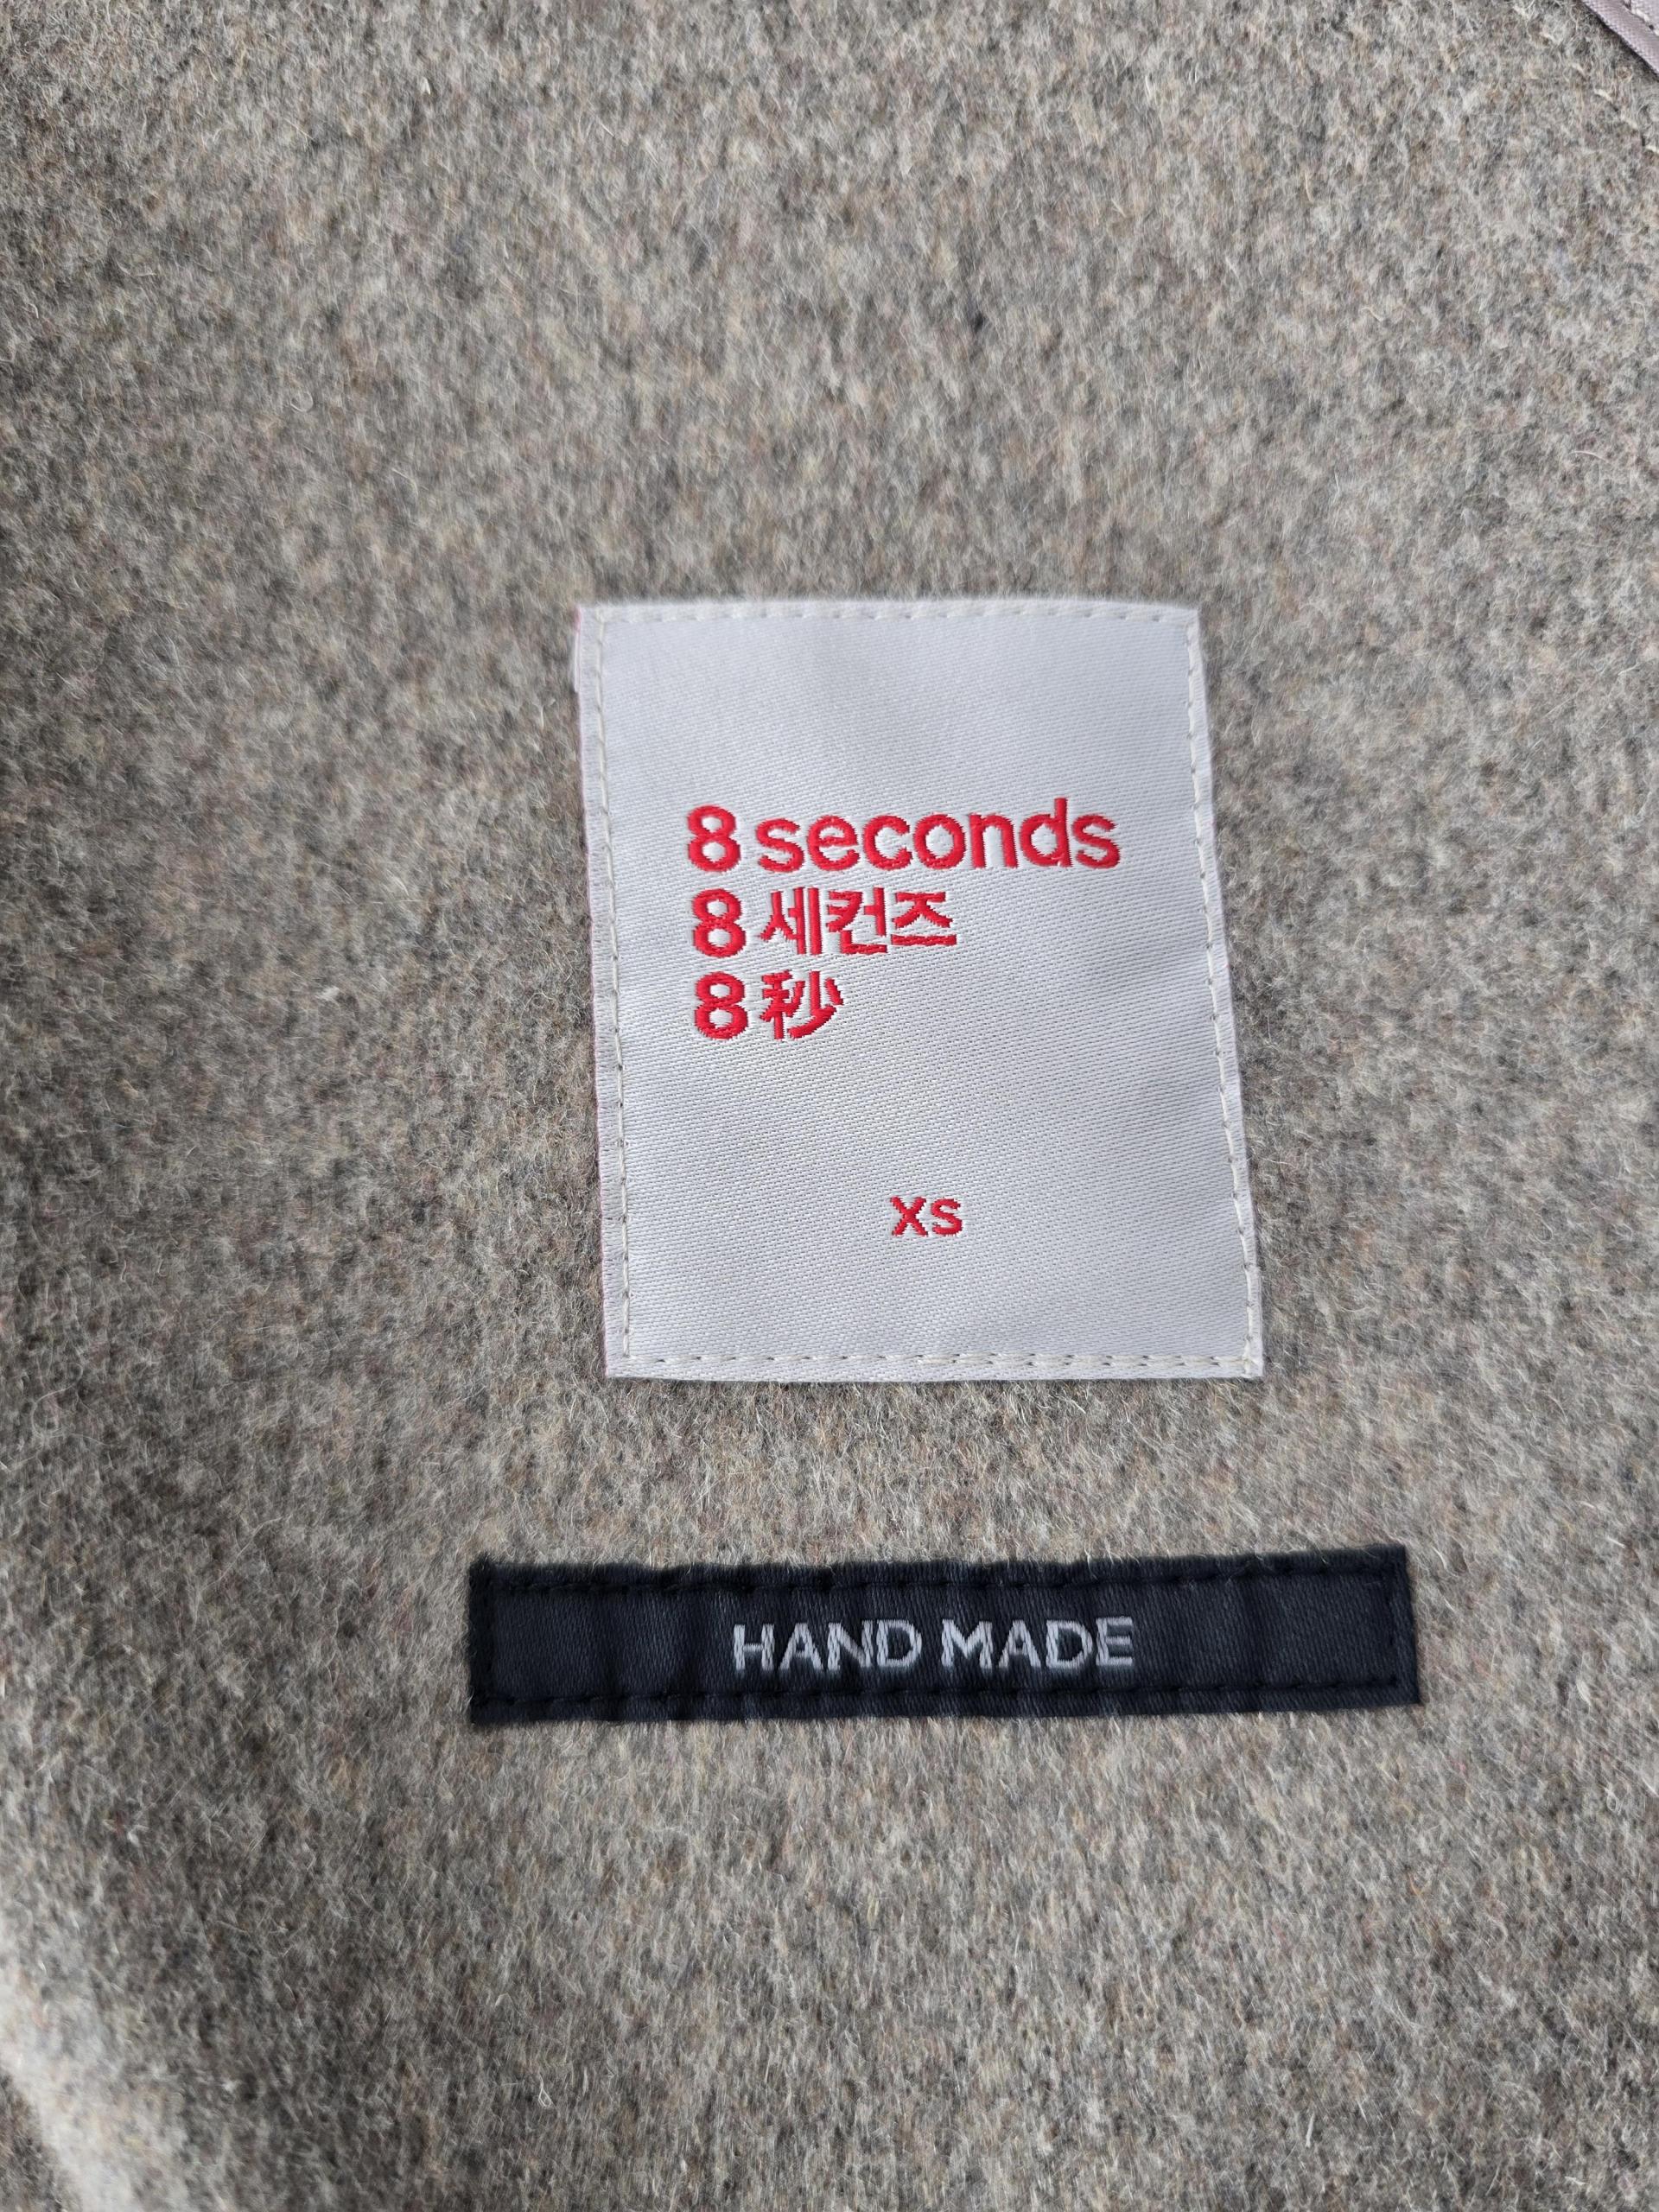 8 seconds
8 세컨즈
8 秒
XS
HAND MADE